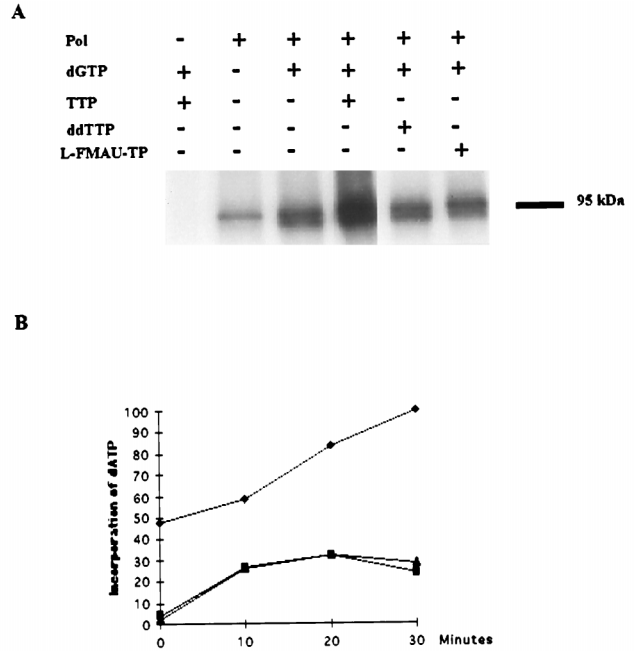 A
Pol - + + + + +
dGTP + - + + + +
TTP + - - + - -
ddTTP - - - - + -
L-FMAU-TP - - - - - +
95 kDa
B
Incorporation of dATP
100
90
80
70
60
50
40
30
20
10
0
0 10 20 30 Minutes